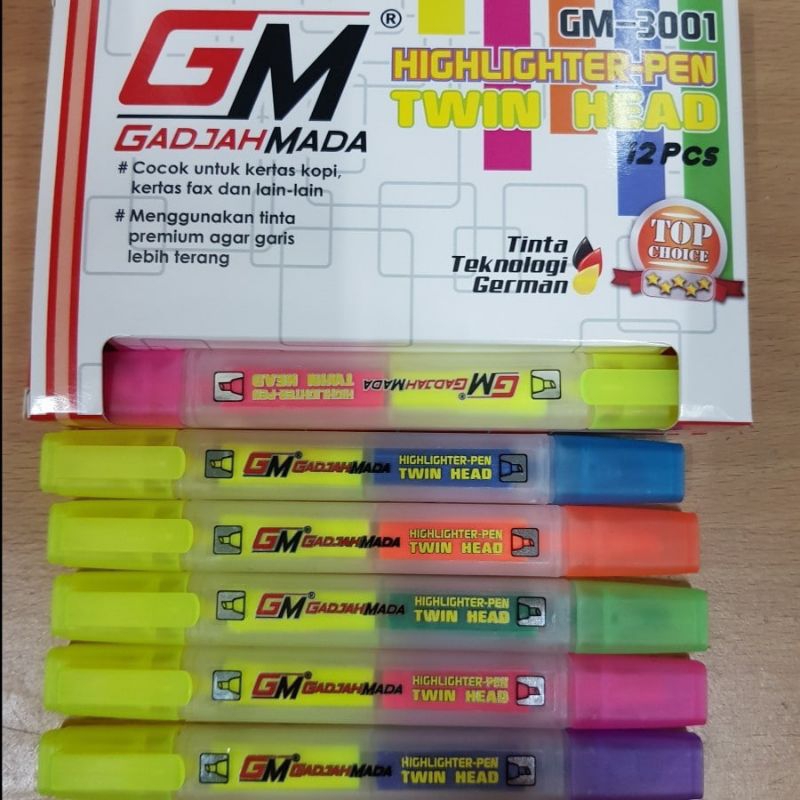 GM®
GADJAHMADA
GM-3001
HIGHLIGHTER-PEN
TWIN HEAD
12 PCS
# Cocok untuk kertas kopi,
kertas fax dan lain-lain
# Menggunakan tinta
premium agar garis
lebih terang
Tinta
Teknologi
German
TOP
CHOICE
GM® GADJAHMADA
HIGHLIGHTER-PEN
TWIN HEAD
GM® GADJAHMADA
HIGHLIGHTER-PEN
TWIN HEAD
GM® GADJAHMADA
HIGHLIGHTER-PEN
TWIN HEAD
GM® GADJAHMADA
HIGHLIGHTER-PEN
TWIN HEAD
GM® GADJAHMADA
HIGHLIGHTER-PEN
TWIN HEAD
GM® GADJAHMADA
HIGHLIGHTER-PEN
TWIN HEAD